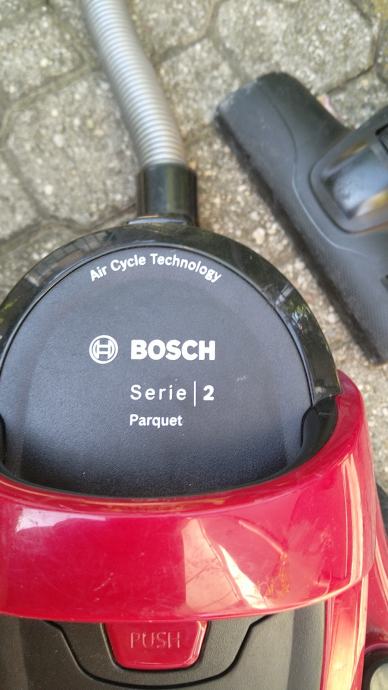 Air Cycle Technology
BOSCH
Serie|2
Parquet
PUSH